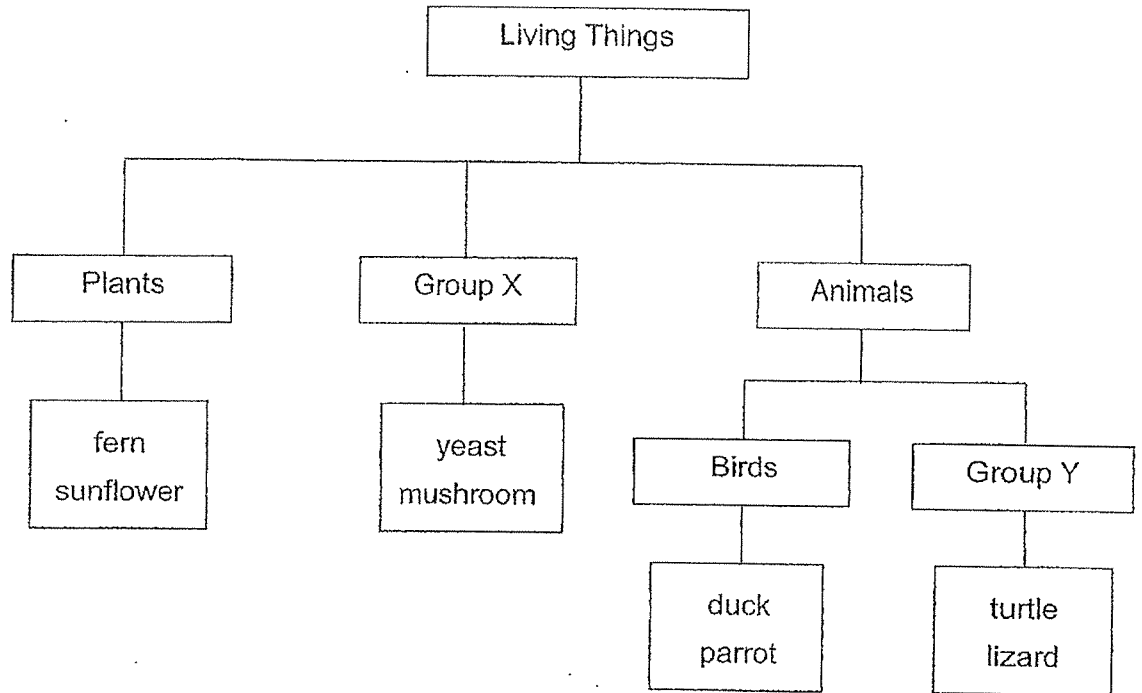 Living Things
Plants
Group X
Animals
fern
sunflower
yeast
mushroom
Birds
Group Y
duck
parrot
turtle
lizard